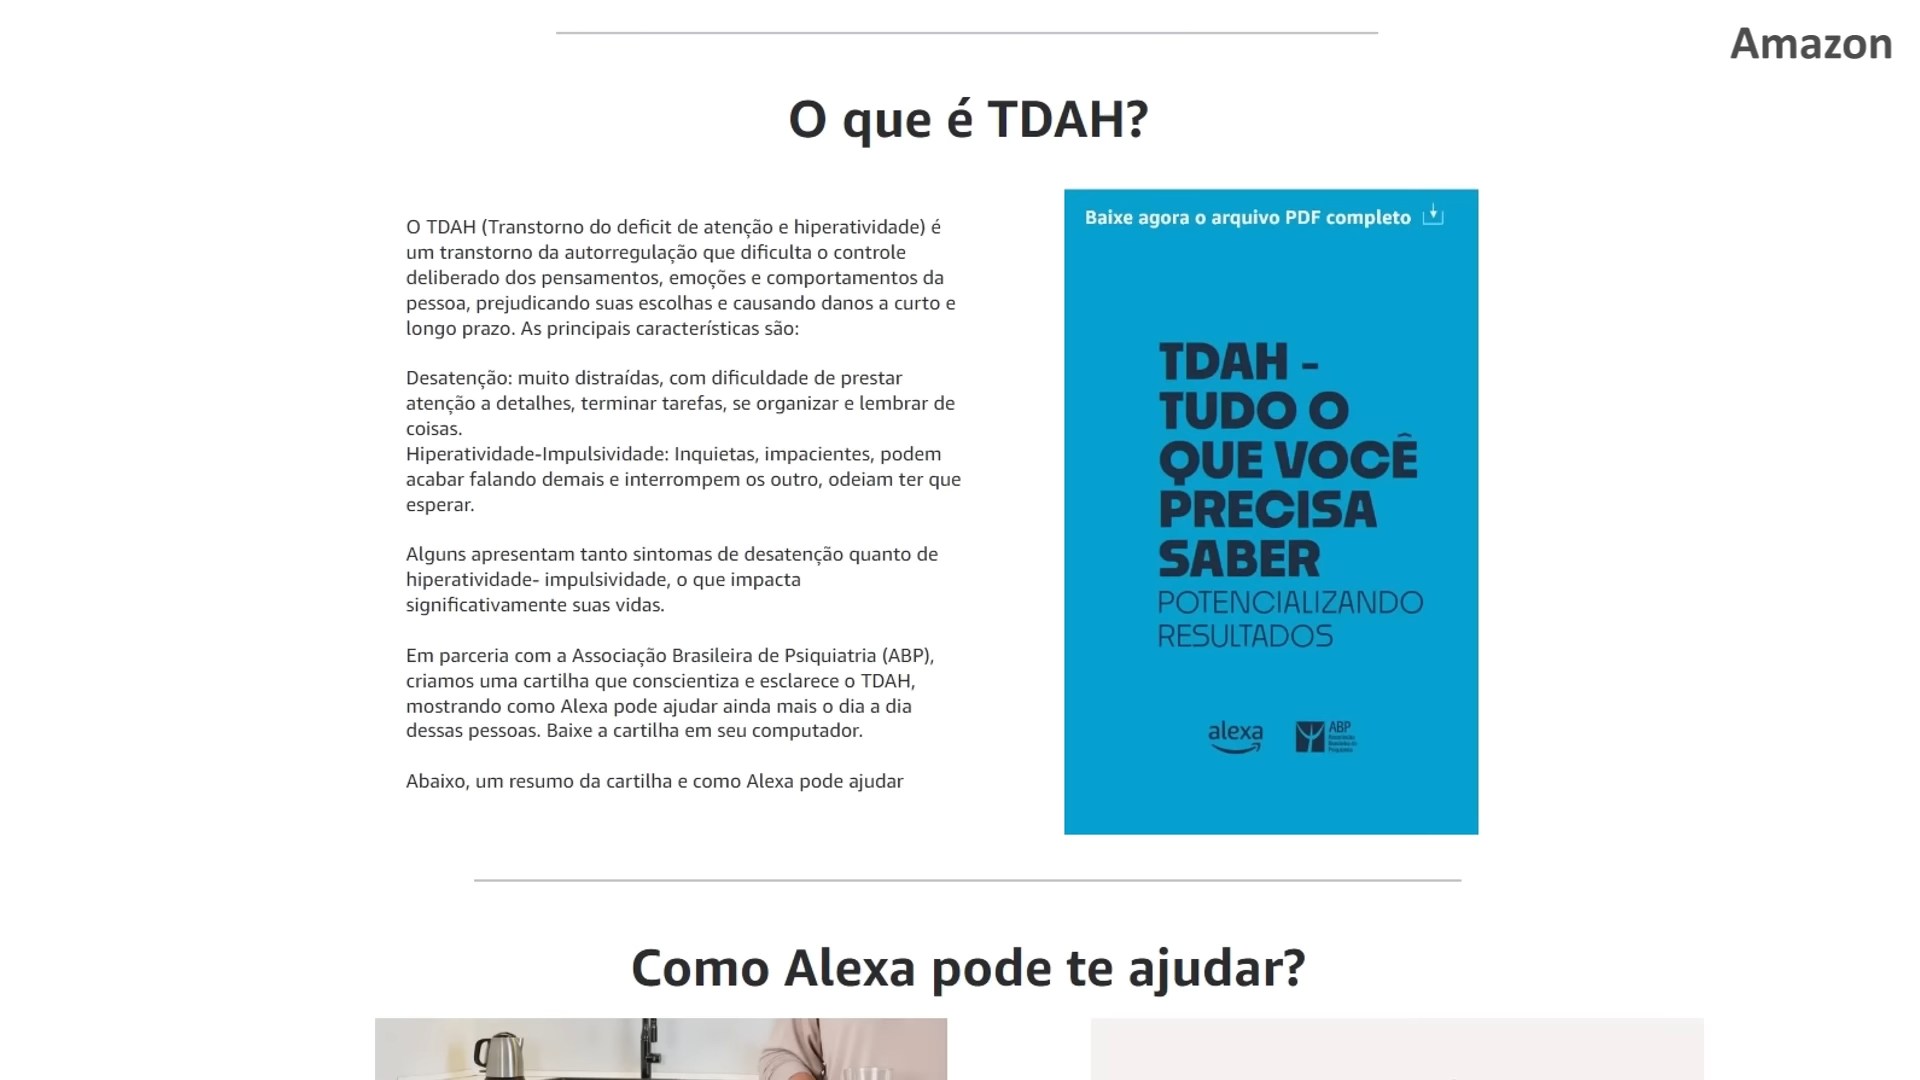 Amazon
O que é TDAH?
O TDAH (Transtorno do deficit de atenção e hiperatividade) é
um transtorno da autorregulação que dificulta o controle
deliberado dos pensamentos, emoções e comportamentos da
pessoa, prejudicando suas escolhas e causando danos a curto e
longo prazo. As principais características são:
Desatenção: muito distraídas, com dificuldade de prestar
atenção a detalhes, terminar tarefas, se organizar e lembrar de
coisas.
Hiperatividade-Impulsividade: Inquietas, impacientes, podem
acabar falando demais e interrompem os outro, odeiam ter que
esperar.
Alguns apresentam tanto sintomas de desatenção quanto de
hiperatividade- impulsividade, o que impacta
significativamente suas vidas.
Em parceria com a Associação Brasileira de Psiquiatria (ABP),
criamos uma cartilha que conscientiza e esclarece o TDAH,
mostrando como Alexa pode ajudar ainda mais o dia a dia
dessas pessoas. Baixe a cartilha em seu computador.
Abaixo, um resumo da cartilha e como Alexa pode ajudar
Baixe agora o arquivo PDF completo
TDAH -
TUDO O
QUE VOCÊ
PRECISA
SABER
POTENCIALIZANDO
RESULTADOS
alexa
ABP
Associação
Brasileira de
Psiquiatria
Como Alexa pode te ajudar?